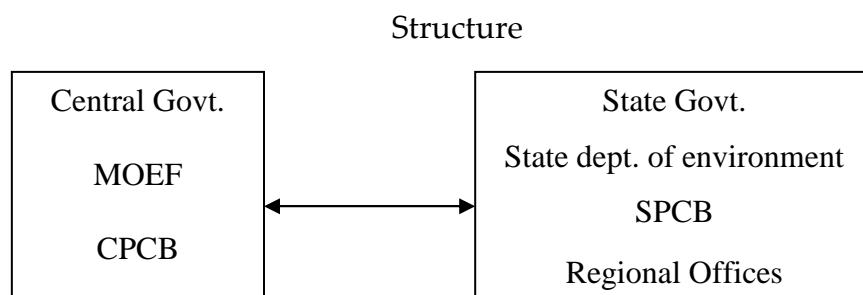 Structure
Central Govt.
MOEF
CPCB
State Govt.
State dept. of environment
SPCB
Regional Offices